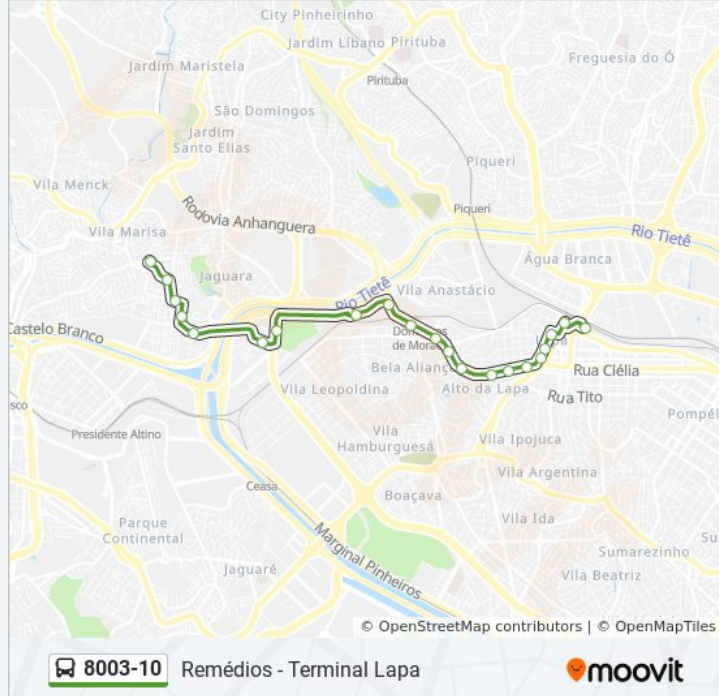 City Pinheirinho
Jardim Líbano
Pirituba
Freguesia do Ó
Jardim Maristela
Pirituba
São Domingos
Jardim
Santo Elias
Piqueri
Vila Menck
Rodovia Anhanguera
Piqueri
Vila Marisa
Rio Tietê
Água Branca
Jaguara
Rio Tietê
Vila Anastácio
Castelo Branco
de Moraes
Bela Aliança
Rua Clélia
Vila Leopoldina
Alto da Lapa
Rua Tito
sco
Pompéi
Presidente Altino
Vila
Hamburguesa
Vila Ipojuca
Vila Argentina
Ceasa
Boaçava
Vila Ida
Parque
Continental
Marginal Pinheiros
Sumarezinho
Su
Jaguaré
Vila Beatriz
© OpenStreetMap contributors | © OpenMapTiles
8003-10 Remédios - Terminal Lapa
moovit